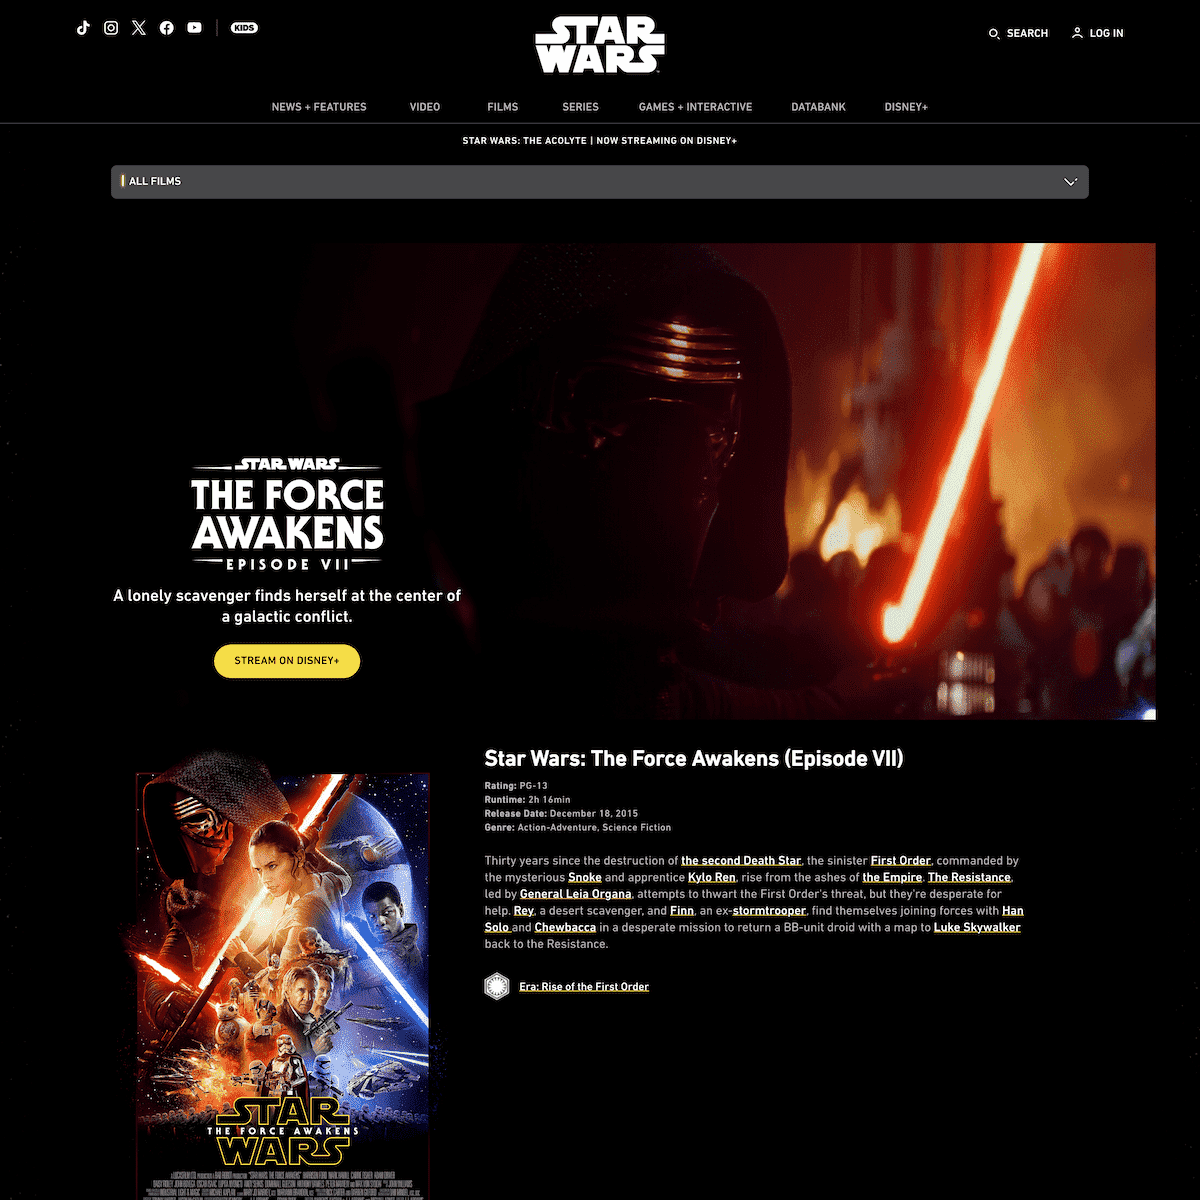 KIDS
STAR
WARS
SEARCH
LOG IN
NEWS + FEATURES
VIDEO
FILMS
SERIES
GAMES + INTERACTIVE
DATABANK
DISNEY+
STAR WARS: THE ACOLYTE | NOW STREAMING ON DISNEY+
ALL FILMS
STAR WARS
THE FORCE
AWAKENS
EPISODE VII
A lonely scavenger finds herself at the center of
a galactic conflict.
STREAM ON DISNEY+
Star Wars: The Force Awakens (Episode VII)
Rating: PG-13
Runtime: 2h 16min
Release Date: December 18, 2015
Genre: Action-Adventure, Science Fiction
Thirty years since the destruction of the second Death Star, the sinister First Order, commanded by
the mysterious Snoke and apprentice Kylo Ren, rise from the ashes of the Empire. The Resistance,
led by General Leia Organa, attempts to thwart the First Order's threat, but they're desperate for
help. Rey, a desert scavenger, and Finn, an ex-stormtrooper, find themselves joining forces with Han
Solo and Chewbacca in a desperate mission to return a BB-unit droid with a map to Luke Skywalker
back to the Resistance.
Era: Rise of the First Order
STAR
THE FORCE AWAKENS
WARS